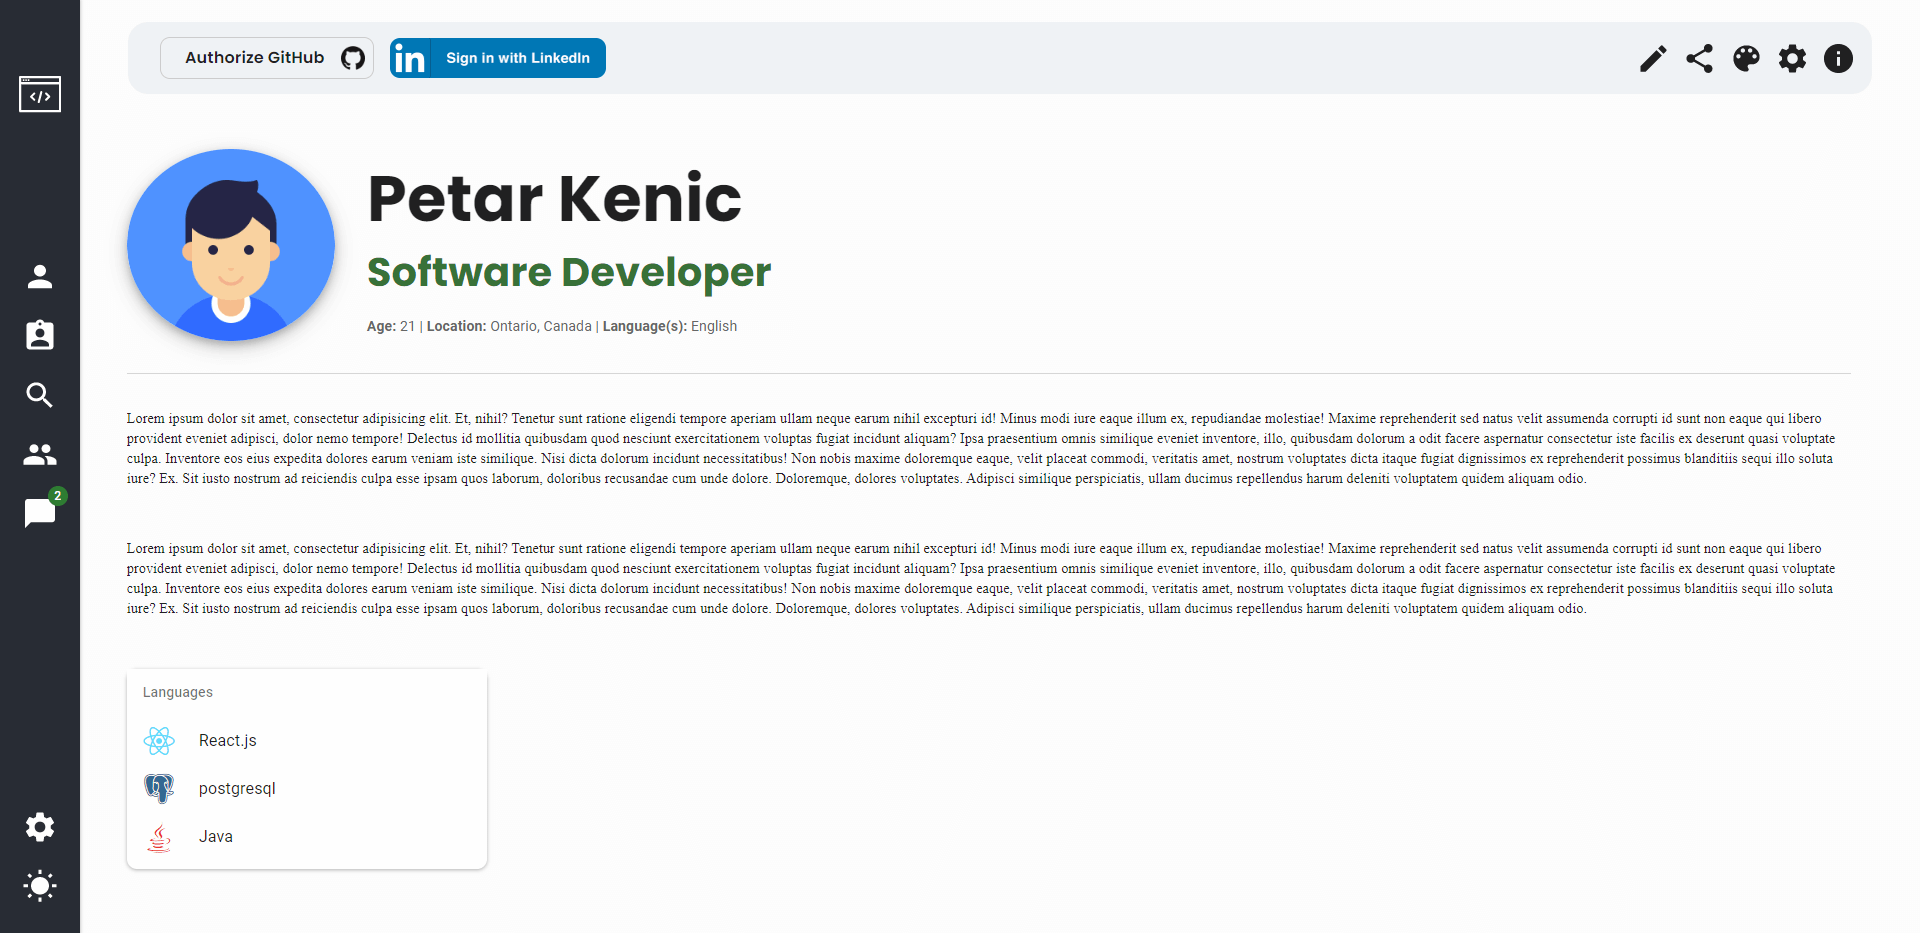 Authorize GitHub
in Sign in with LinkedIn
</>
Petar Kenic
Software Developer
Age: 21 | Location: Ontario, Canada | Language(s): English
Lorem ipsum dolor sit amet, consectetur adipisicing elit. Et, nihil? Tenetur sunt ratione eligendi tempore aperiam ullam neque earum nihil excepturi id! Minus modi iure eaque illum ex, repudiandae molestiae! Maxime reprehenderit sed natus velit assumenda corrupti id sunt non eaque qui libero
provident eveniet adipisci, dolor nemo tempore! Delectus id mollitia quibusdam quod nesciunt exercitationem voluptas fugiat incidunt aliquam? Ipsa praesentium omnis similique eveniet inventore, illo, quibusdam dolorum a odit facere aspernatur consectetur iste facilis ex deserunt quasi voluptate
culpa. Inventore eos eius expedita dolores earum veniam iste similique. Nisi dicta dolorum incidunt necessitatibus! Non nobis maxime doloremque eaque, velit placeat commodi, veritatis amet, nostrum voluptates dicta itaque fugiat dignissimos ex reprehenderit possimus blanditiis sequi illo soluta
iure? Ex. Sit iusto nostrum ad reiciendis culpa esse ipsam quos laborum, doloribus recusandae cum unde dolore. Doloremque, dolores voluptates. Adipisci similique perspiciatis, ullam ducimus repellendus harum deleniti voluptatem quidem aliquam odio.
2
Lorem ipsum dolor sit amet, consectetur adipisicing elit. Et, nihil? Tenetur sunt ratione eligendi tempore aperiam ullam neque earum nihil excepturi id! Minus modi iure eaque illum ex, repudiandae molestiae! Maxime reprehenderit sed natus velit assumenda corrupti id sunt non eaque qui libero
provident eveniet adipisci, dolor nemo tempore! Delectus id mollitia quibusdam quod nesciunt exercitationem voluptas fugiat incidunt aliquam? Ipsa praesentium omnis similique eveniet inventore, illo, quibusdam dolorum a odit facere aspernatur consectetur iste facilis ex deserunt quasi voluptate
culpa. Inventore eos eius expedita dolores earum veniam iste similique. Nisi dicta dolorum incidunt necessitatibus! Non nobis maxime doloremque eaque, velit placeat commodi, veritatis amet, nostrum voluptates dicta itaque fugiat dignissimos ex reprehenderit possimus blanditiis sequi illo soluta
iure? Ex. Sit iusto nostrum ad reiciendis culpa esse ipsam quos laborum, doloribus recusandae cum unde dolore. Doloremque, dolores voluptates. Adipisci similique perspiciatis, ullam ducimus repellendus harum deleniti voluptatem quidem aliquam odio.
Languages
React.js
postgresql
Java